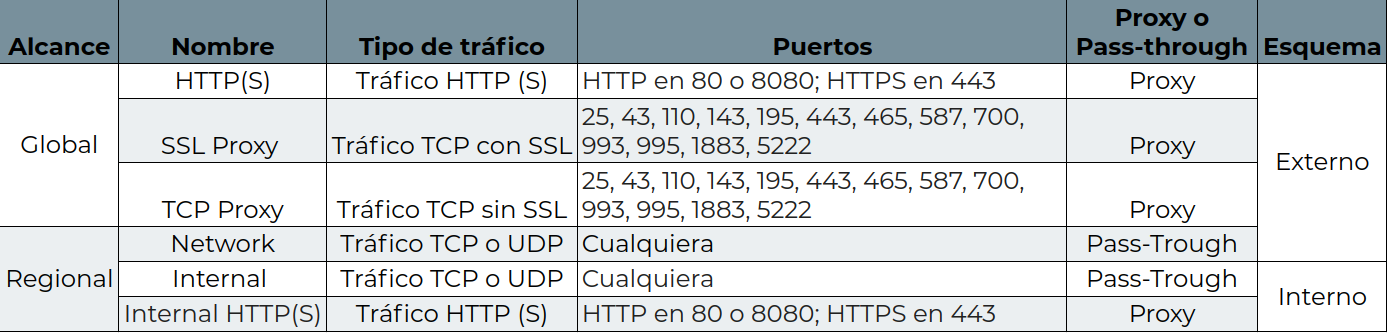 Alcance Nombre Tipo de tráfico Puertos Proxy o Pass-through Esquema
Global HTTP(S) Tráfico HTTP (S) HTTP en 80 o 8080; HTTPS en 443 Proxy Externo
SSL Proxy Tráfico TCP con SSL 25, 43, 110, 143, 195, 443, 465, 587, 700,
993, 995, 1883, 5222 Proxy
TCP Proxy Tráfico TCP sin SSL 25, 43, 110, 143, 195, 443, 465, 587, 700,
993, 995, 1883, 5222 Proxy
Regional Network Tráfico TCP o UDP Cualquiera Pass-Trough
Internal Tráfico TCP o UDP Cualquiera Pass-Trough Interno
Internal HTTP(S) Tráfico HTTP (S) HTTP en 80 o 8080; HTTPS en 443 Proxy